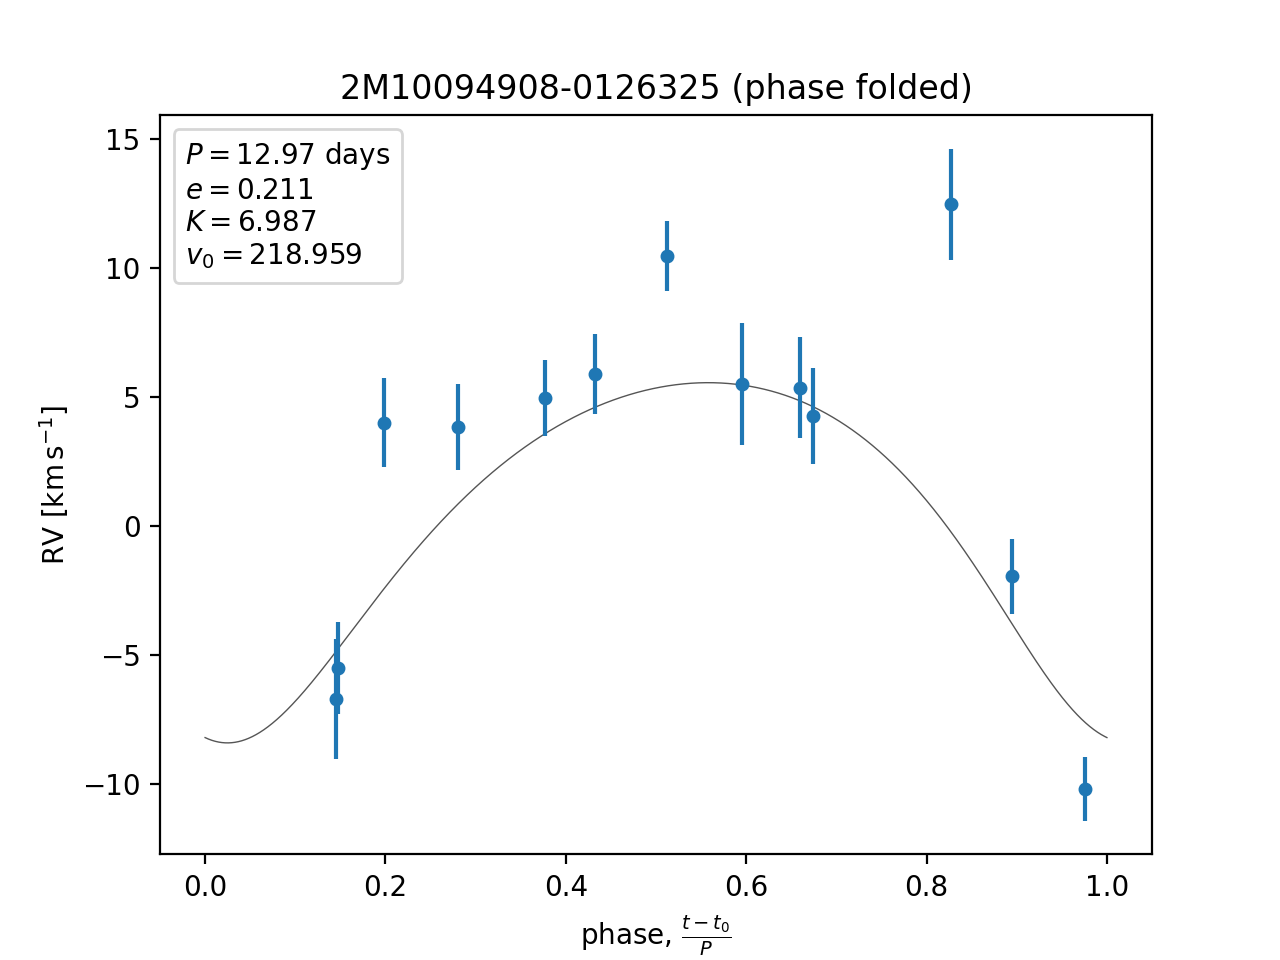 2M10094908-0126325 (phase folded)
P = 12.97 days
e = 0.211
K = 6.987
v₀ = 218.959
15
10
5
0
−5
−10
RV [km s⁻¹]
0.0 0.2 0.4 0.6 0.8 1.0
phase, (t − t₀)/P